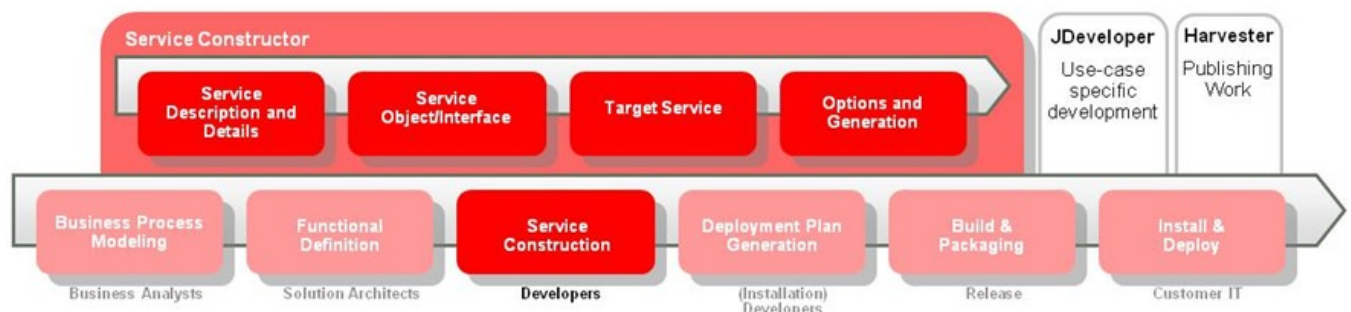 Service Constructor
JDeveloper
Harvester
Use-case
specific
development
Publishing
Work
Service
Description and
Details
Service
Object/Interface
Target Service
Options and
Generation
Business Process
Modeling
Functional
Definition
Service
Construction
Deployment Plan
Generation
Build &
Packaging
Install &
Deploy
Business Analysts
Solution Architects
Developers
(Installation)
Developers
Release
Customer IT